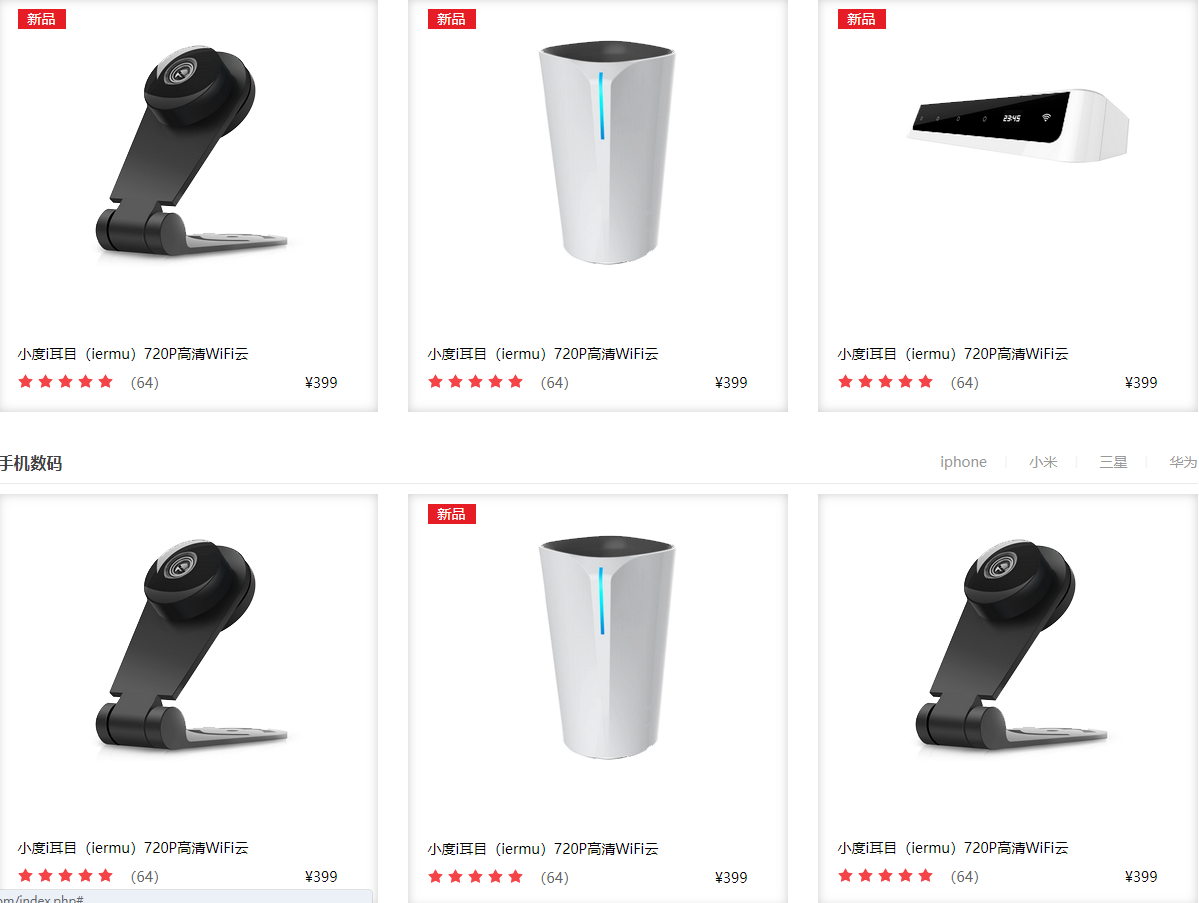 新品
新品
新品
23:45
小度i耳目（iermu）720P高清WiFi云
小度i耳目（iermu）720P高清WiFi云
小度i耳目（iermu）720P高清WiFi云
(64) ¥399
(64) ¥399
(64) ¥399
手机数码
iphone 小米 三星 华为
新品
小度i耳目（iermu）720P高清WiFi云
小度i耳目（iermu）720P高清WiFi云
小度i耳目（iermu）720P高清WiFi云
(64) ¥399
(64) ¥399
(64) ¥399
om/index.php#